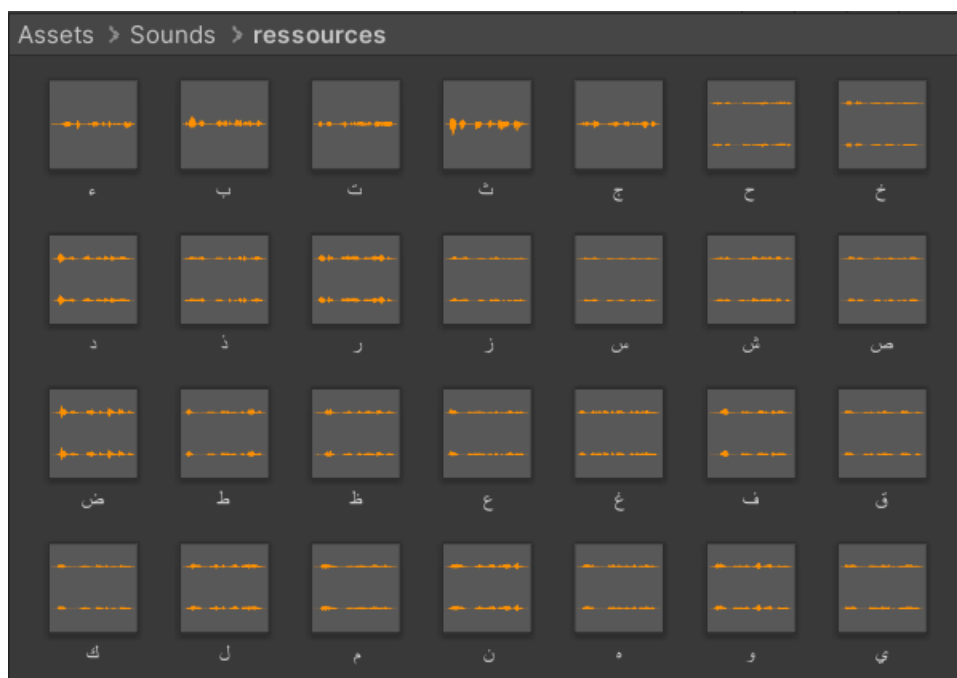 Assets > Sounds > ressources
ء ب ت ث ج ح خ
د ذ ر ز س ش ص
ض ط ظ ع غ ف ق
ك ل م ن ه و ي